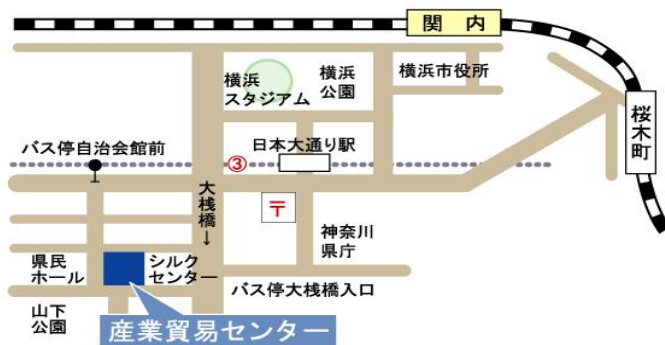 関 内
横浜
スタジアム
横浜
公園
横浜市役所
桜木町
バス停自治会館前
③
日本大通り駅
大桟橋↓
〒
神奈川
県庁
県民
ホール
シルク
センター
バス停大桟橋入口
山下
公園
産業貿易センター